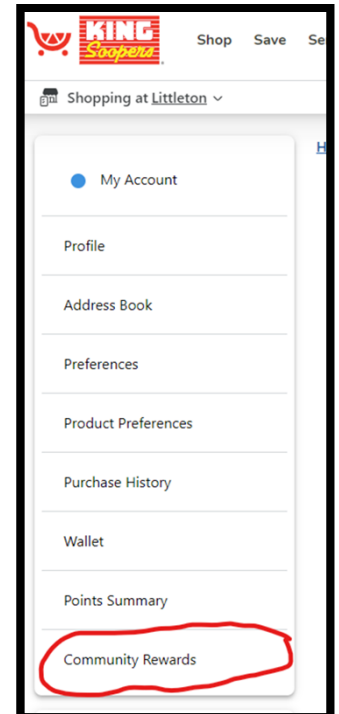 KING
Soopers
Shop Save Se
Shopping at Littleton
H
My Account
Profile
Address Book
Preferences
Product Preferences
Purchase History
Wallet
Points Summary
Community Rewards